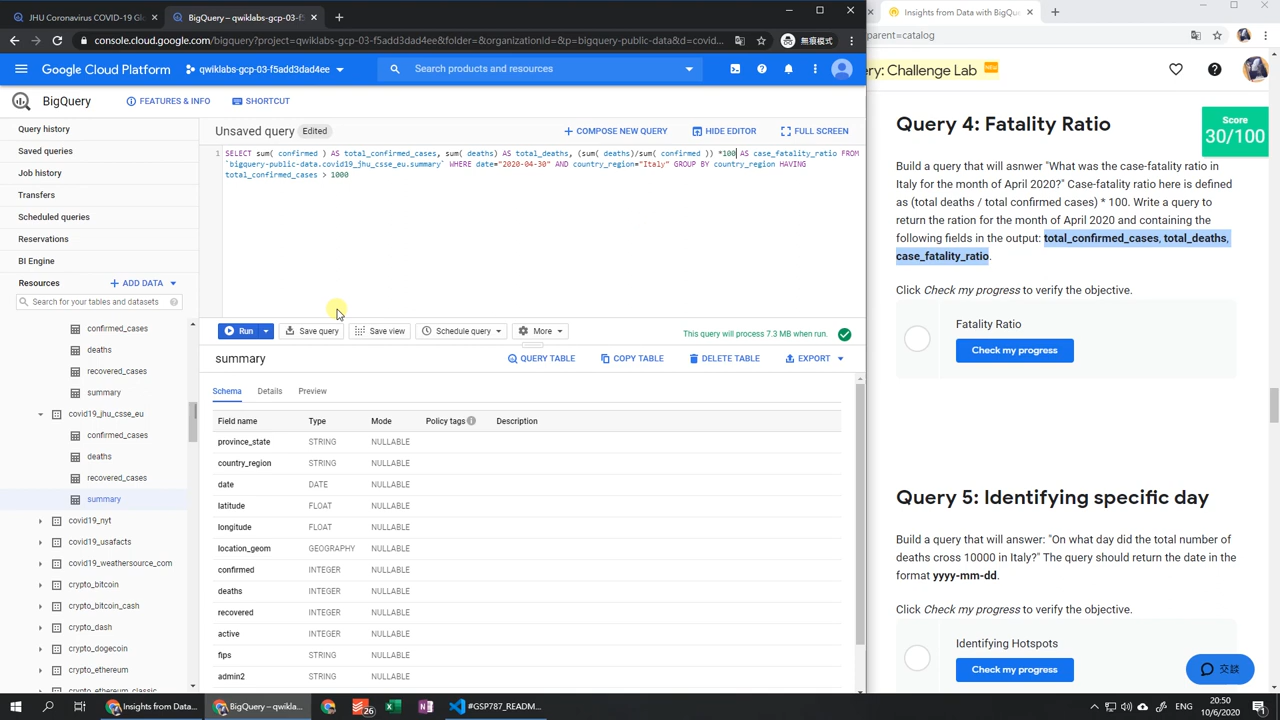 JHU Coronavirus COVID-19 Glo
BigQuery – qwiklabs-gcp-03-f5
console.cloud.google.com/bigquery?project=qwiklabs-gcp-03-f5add3dad4ee&folder=&organizationId=&p=bigquery-public-data&d=covid...
無痕模式
Google Cloud Platform
qwiklabs-gcp-03-f5add3dad4ee
Search products and resources
BigQuery
FEATURES & INFO
SHORTCUT
Query history
Saved queries
Job history
Transfers
Scheduled queries
Reservations
BI Engine
Resources
ADD DATA
Search for your tables and datasets
confirmed_cases
deaths
recovered_cases
summary
covid19_jhu_csse_eu
confirmed_cases
deaths
recovered_cases
summary
covid19_nyt
covid19_usafacts
covid19_weathersource_com
crypto_bitcoin
crypto_bitcoin_cash
crypto_dash
crypto_dogecoin
crypto_ethereum
crypto_ethereum_classic
Unsaved query Edited
COMPOSE NEW QUERY
HIDE EDITOR
FULL SCREEN
1 SELECT sum( confirmed ) AS total_confirmed_cases, sum( deaths) AS total_deaths, (sum( deaths)/sum( confirmed )) *100 AS case_fatality_ratio FROM
`bigquery-public-data.covid19_jhu_csse_eu.summary` WHERE date="2020-04-30" AND country_region="Italy" GROUP BY country_region HAVING
total_confirmed_cases > 1000
Run
Save query
Save view
Schedule query
More
This query will process 7.3 MB when run.
summary
QUERY TABLE
COPY TABLE
DELETE TABLE
EXPORT
Schema
Details
Preview
Field name Type Mode Policy tags Description
province_state STRING NULLABLE
country_region STRING NULLABLE
date DATE NULLABLE
latitude FLOAT NULLABLE
longitude FLOAT NULLABLE
location_geom GEOGRAPHY NULLABLE
confirmed INTEGER NULLABLE
deaths INTEGER NULLABLE
recovered INTEGER NULLABLE
active INTEGER NULLABLE
fips STRING NULLABLE
admin2 STRING NULLABLE
Insights from Data with BigQu
parent=catalog
ry: Challenge Lab NEW
Score
30/100
Query 4: Fatality Ratio
Build a query that will asnwer "What was the case-fatality ratio in
Italy for the month of April 2020?" Case-fatality ratio here is defined
as (total deaths / total confirmed cases) * 100. Write a query to
return the ration for the month of April 2020 and containing the
following fields in the output: total_confirmed_cases, total_deaths,
case_fatality_ratio.
Click Check my progress to verify the objective.
Fatality Ratio
Check my progress
Query 5: Identifying specific day
Build a query that will answer: "On what day did the total number of
deaths cross 10000 in Italy?" The query should return the date in the
format yyyy-mm-dd.
Click Check my progress to verify the objective.
Identifying Hotspots
Check my progress
交談
Insights from Data...
BigQuery – qwikla...
26
#GSP787_READM...
ENG
20:50
10/6/2020
1